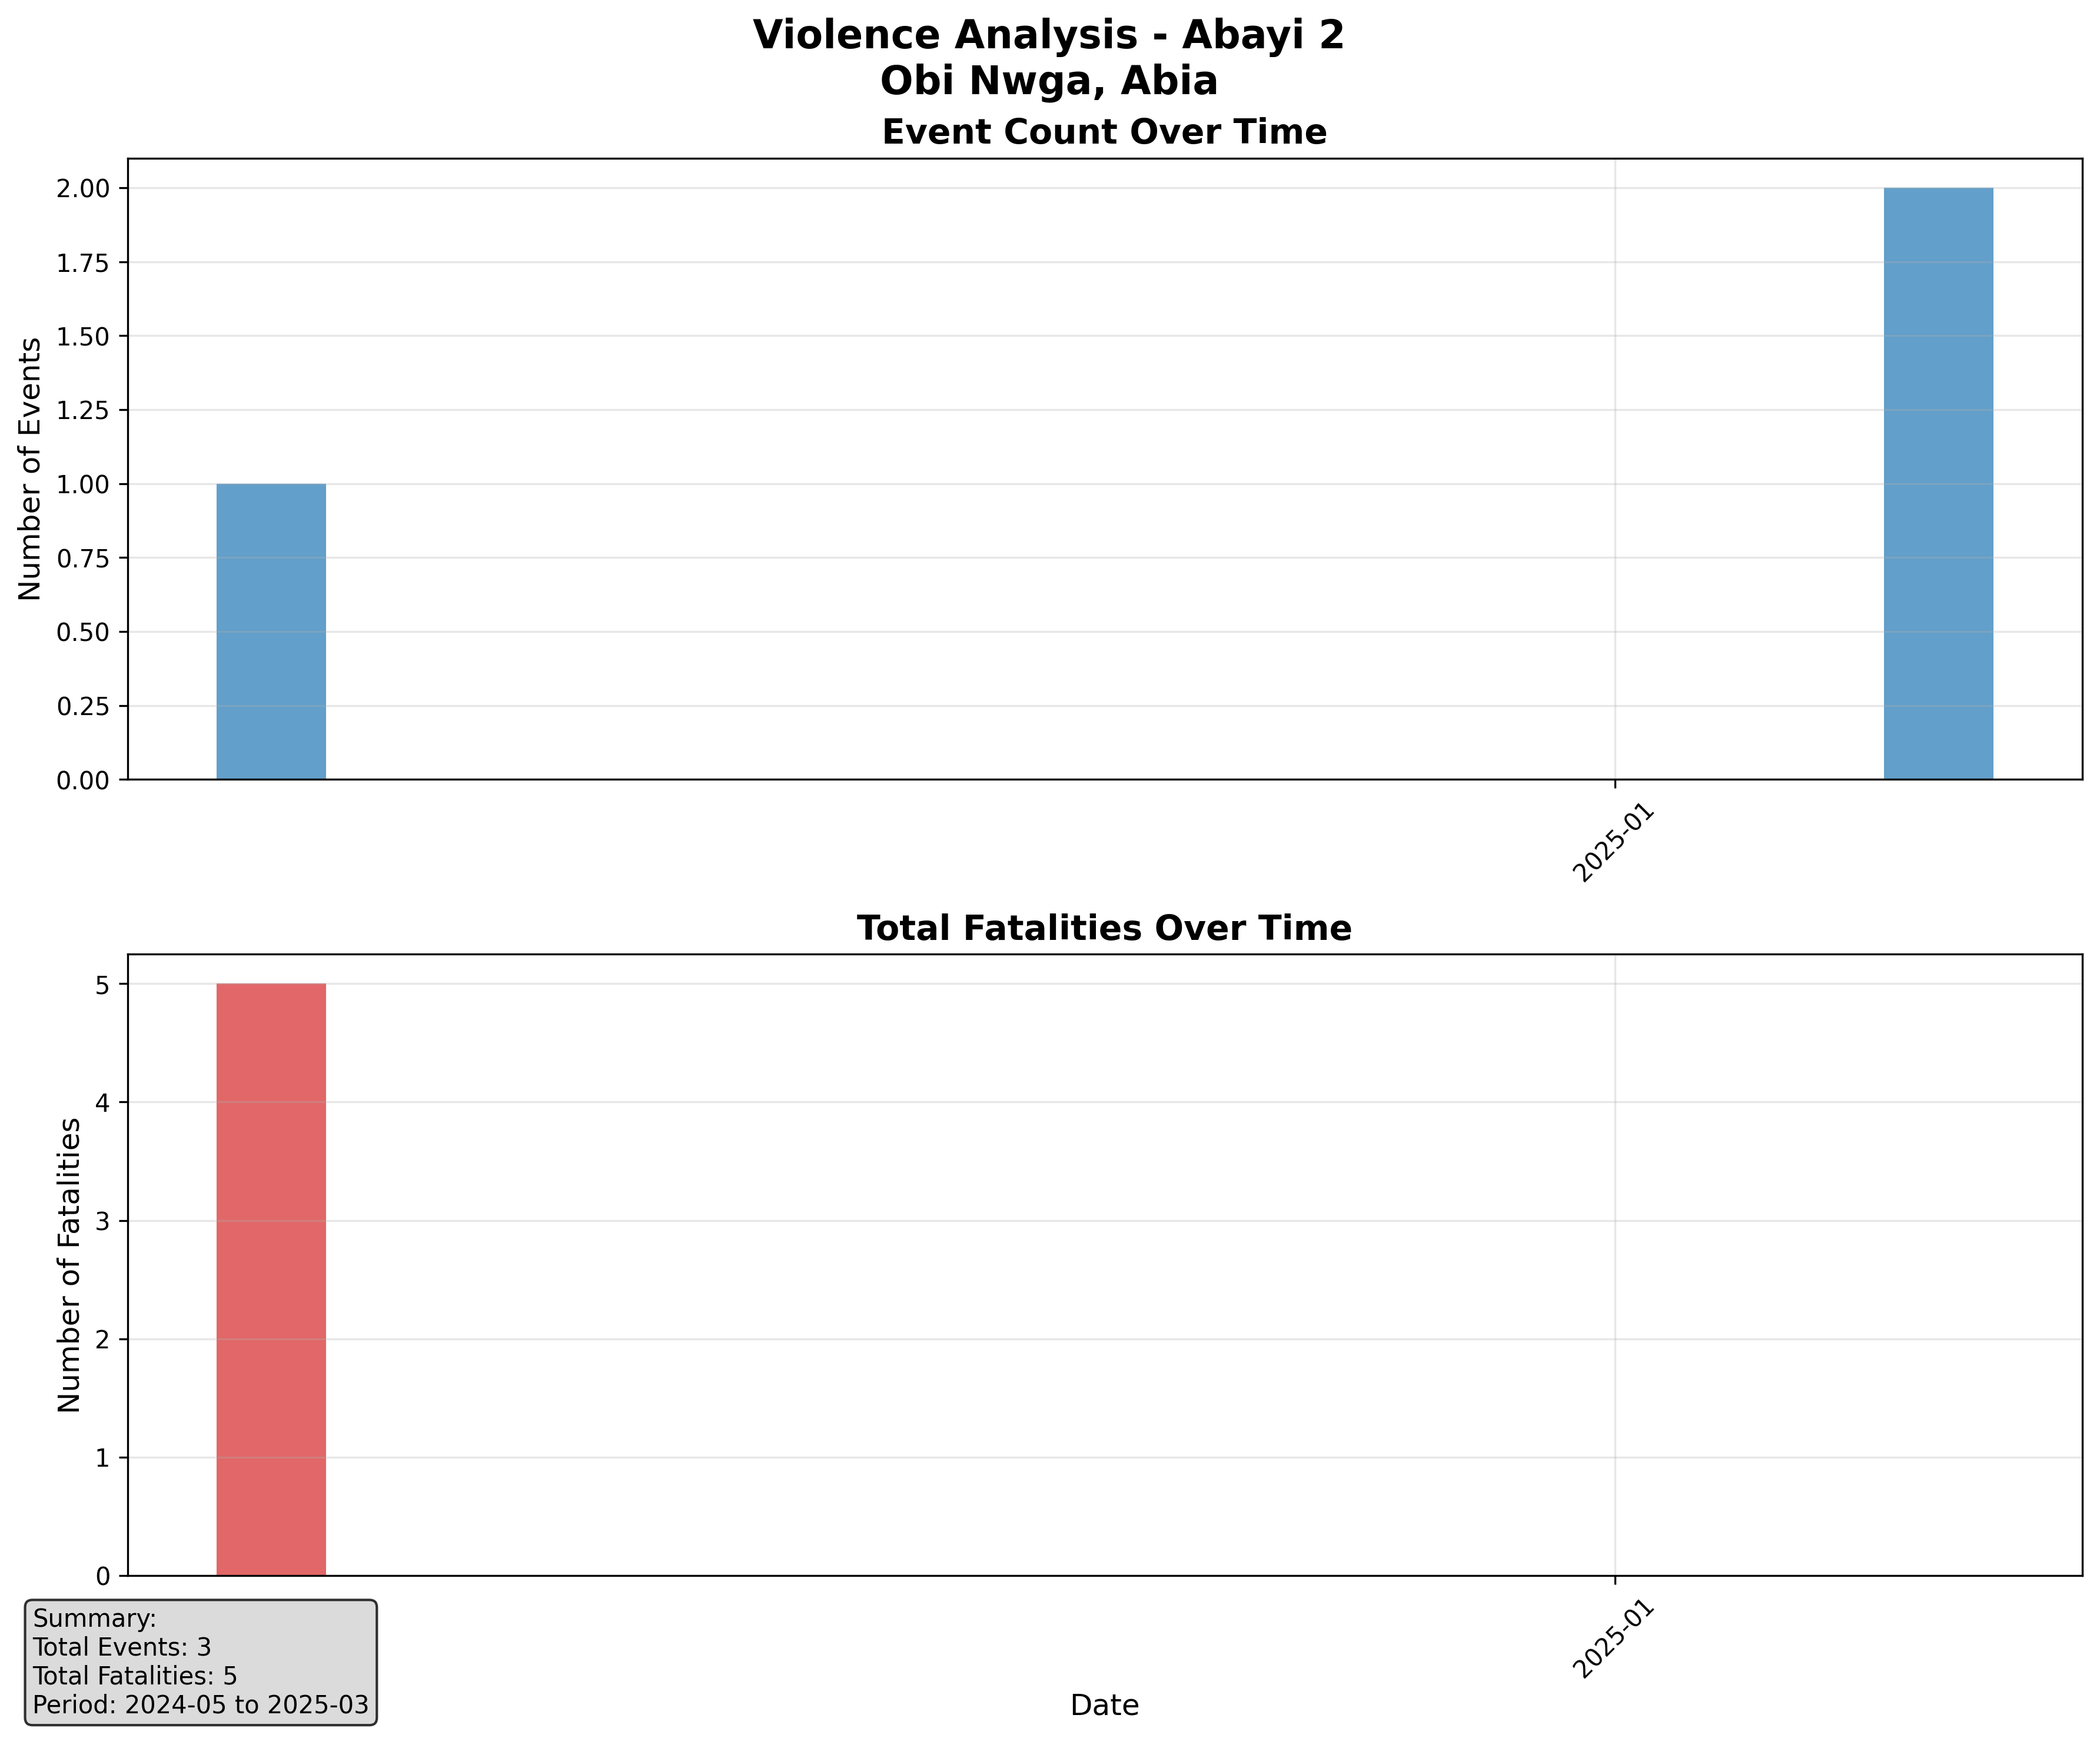 Violence Analysis - Abayi 2
Obi Nwga, Abia
Event Count Over Time
Number of Events
2.00
1.75
1.50
1.25
1.00
0.75
0.50
0.25
0.00
2025-01
Total Fatalities Over Time
Number of Fatalities
5
4
3
2
1
0
2025-01
Date
Summary:
Total Events: 3
Total Fatalities: 5
Period: 2024-05 to 2025-03